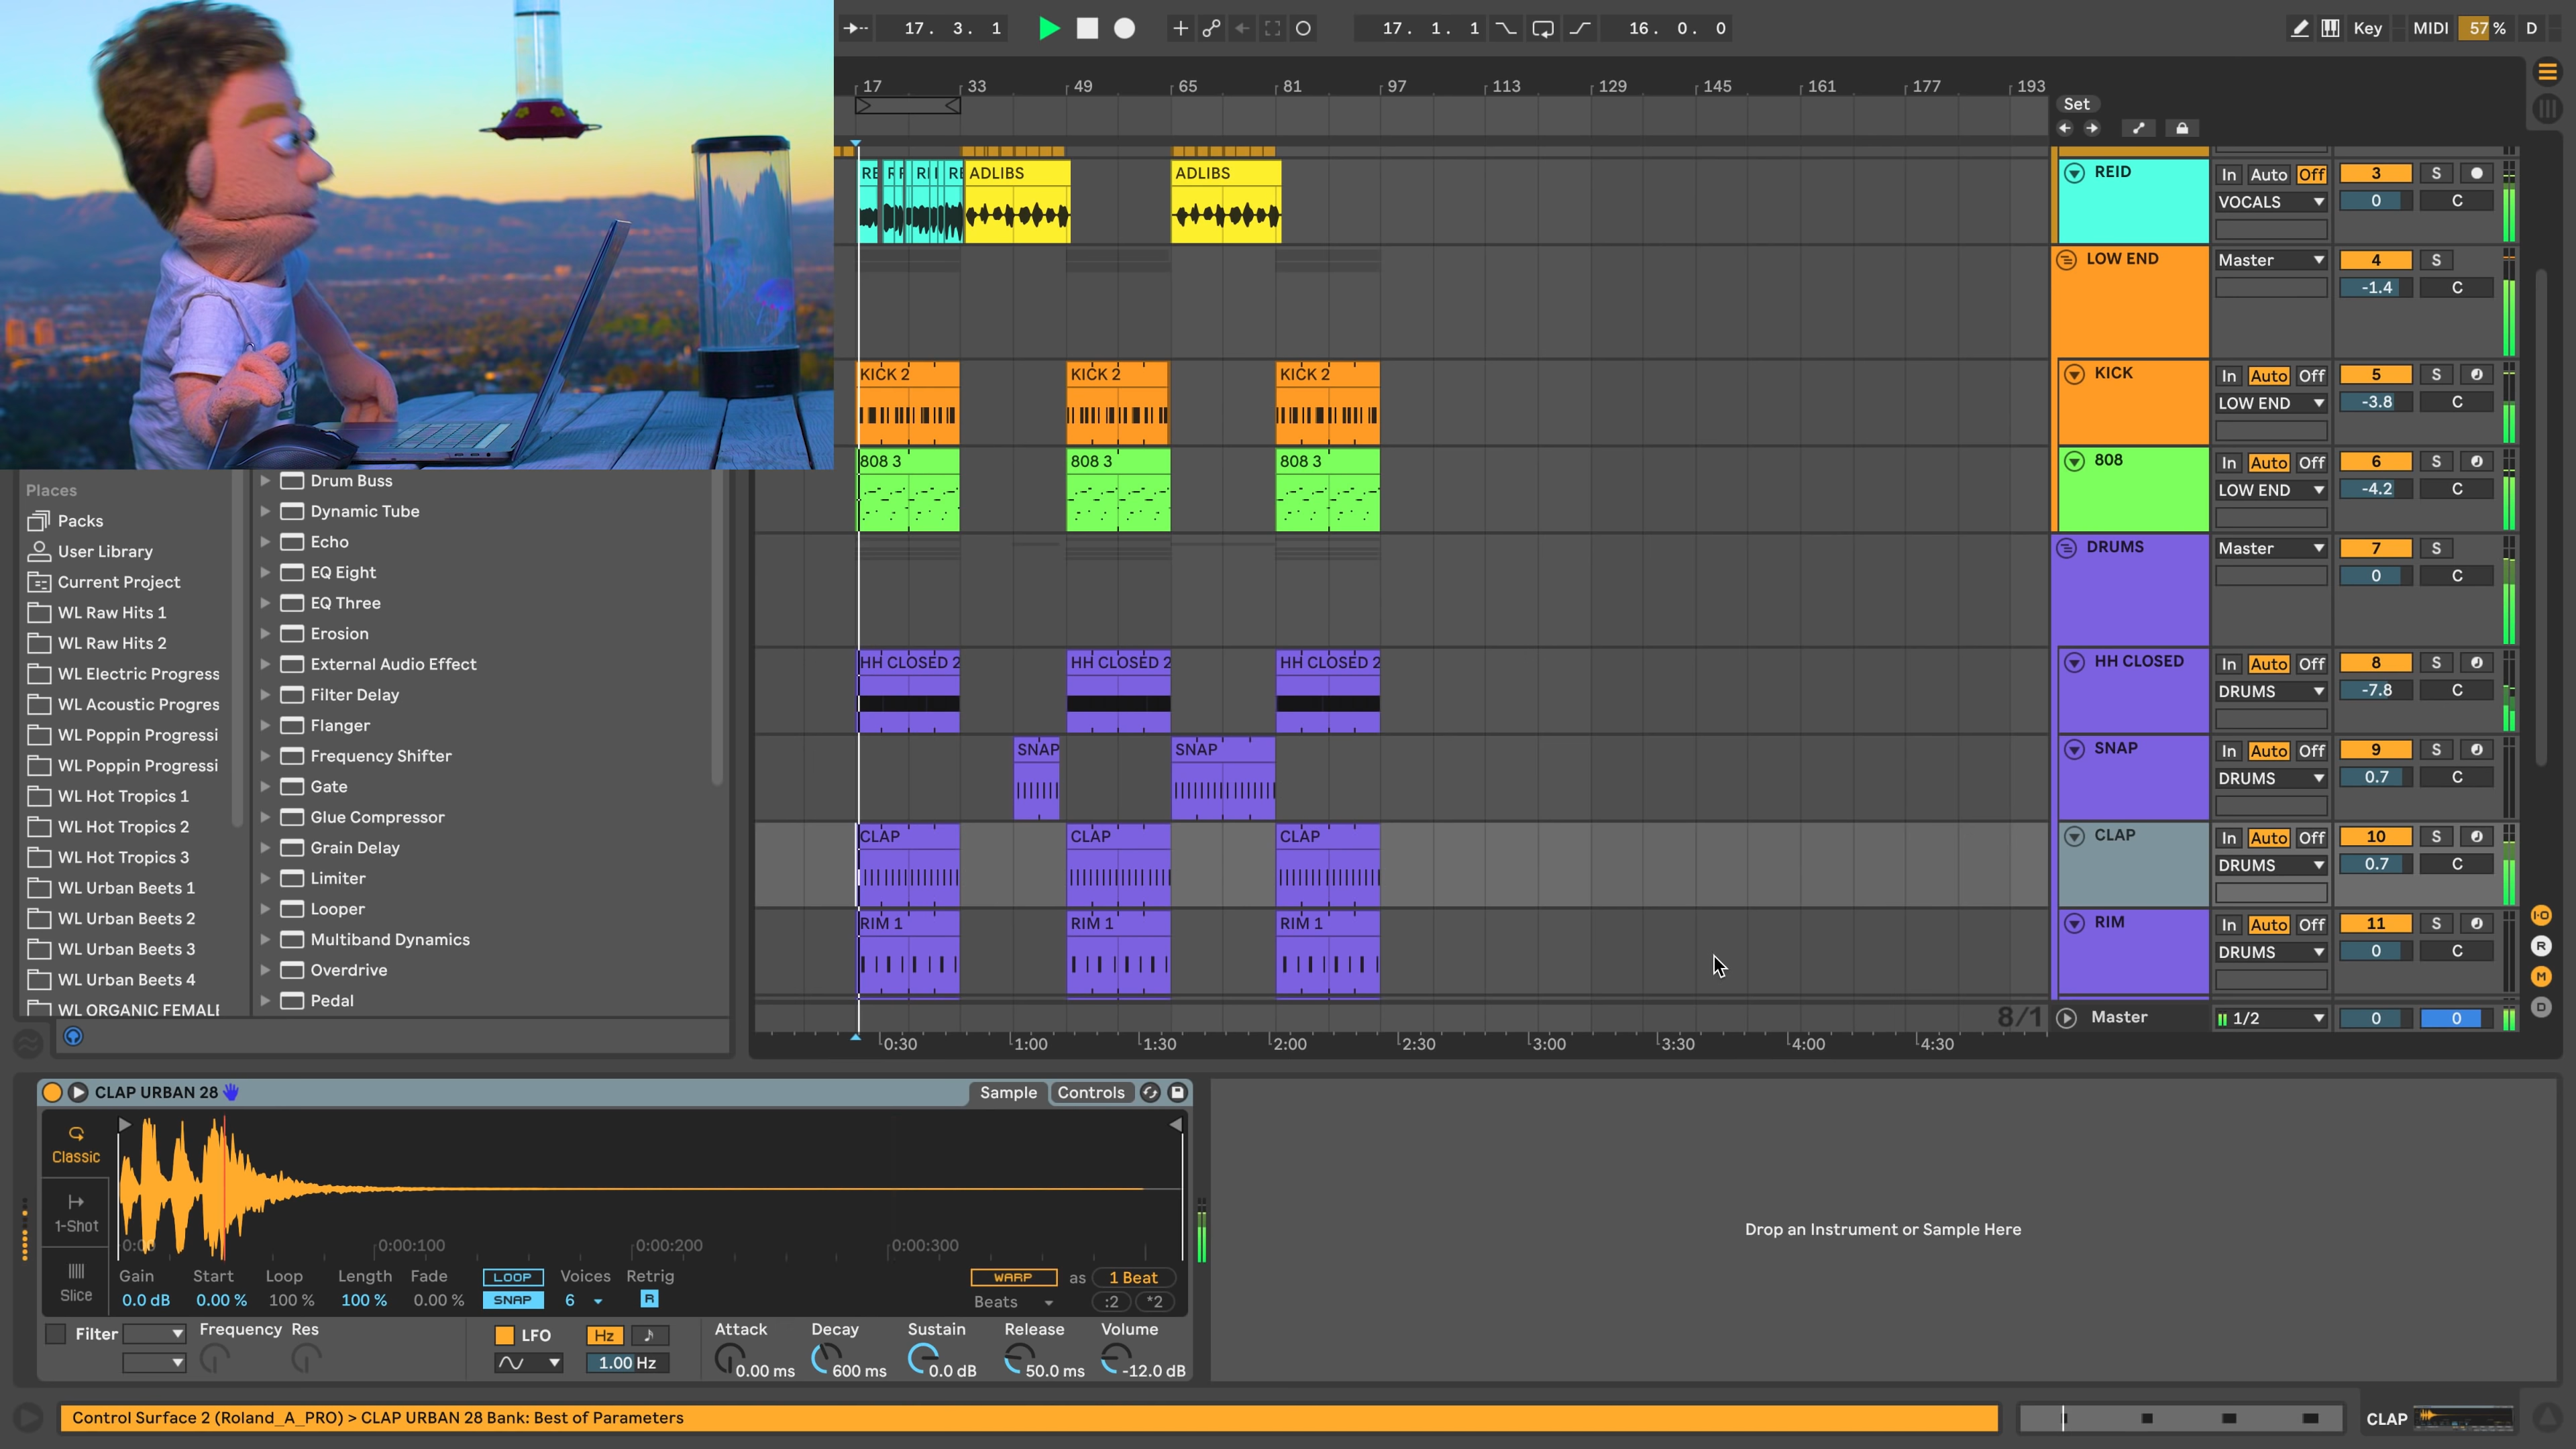 17. 3. 1
17. 1. 1
16. 0. 0
Key
MIDI
57 %
D
17 33 49 65 81 97 113 129 145 161 177 193
Set
ADLIBS
ADLIBS
REID
In Auto Off
3 S
VOCALS
0 C
LOW END
Master
4 S
-1.4 C
KICK 2 KICK 2 KICK 2
KICK
In Auto Off
5 S
LOW END
-3.8 C
808 3 808 3 808 3
808
In Auto Off
6 S
LOW END
-4.2 C
DRUMS
Master
7 S
0 C
HH CLOSED 2 HH CLOSED 2 HH CLOSED 2
HH CLOSED
In Auto Off
8 S
DRUMS
-7.8 C
SNAP SNAP
SNAP
In Auto Off
9 S
DRUMS
0.7 C
CLAP CLAP CLAP
CLAP
In Auto Off
10 S
DRUMS
0.7 C
RIM 1 RIM 1 RIM 1
RIM
In Auto Off
11 S
DRUMS
0 C
8/1
Master
1/2
0 0
I·O
R
M
D
0:30 1:00 1:30 2:00 2:30 3:00 3:30 4:00 4:30
Places
Packs
User Library
Current Project
WL Raw Hits 1
WL Raw Hits 2
WL Electric Progress
WL Acoustic Progres
WL Poppin Progressi
WL Poppin Progressi
WL Hot Tropics 1
WL Hot Tropics 2
WL Hot Tropics 3
WL Urban Beets 1
WL Urban Beets 2
WL Urban Beets 3
WL Urban Beets 4
WL ORGANIC FEMAL
Drum Buss
Dynamic Tube
Echo
EQ Eight
EQ Three
Erosion
External Audio Effect
Filter Delay
Flanger
Frequency Shifter
Gate
Glue Compressor
Grain Delay
Limiter
Looper
Multiband Dynamics
Overdrive
Pedal
CLAP URBAN 28
Sample Controls
Classic
1-Shot
Slice
0:00:100 0:00:200 0:00:300
Gain Start Loop Length Fade LOOP Voices Retrig WARP as 1 Beat
0.0 dB 0.00 % 100 % 100 % 0.00 % SNAP 6 R Beats :2 *2
Filter Frequency Res LFO Hz Attack Decay Sustain Release Volume
1.00 Hz 0.00 ms 600 ms 0.0 dB 50.0 ms -12.0 dB
Drop an Instrument or Sample Here
Control Surface 2 (Roland_A_PRO) > CLAP URBAN 28 Bank: Best of Parameters
CLAP